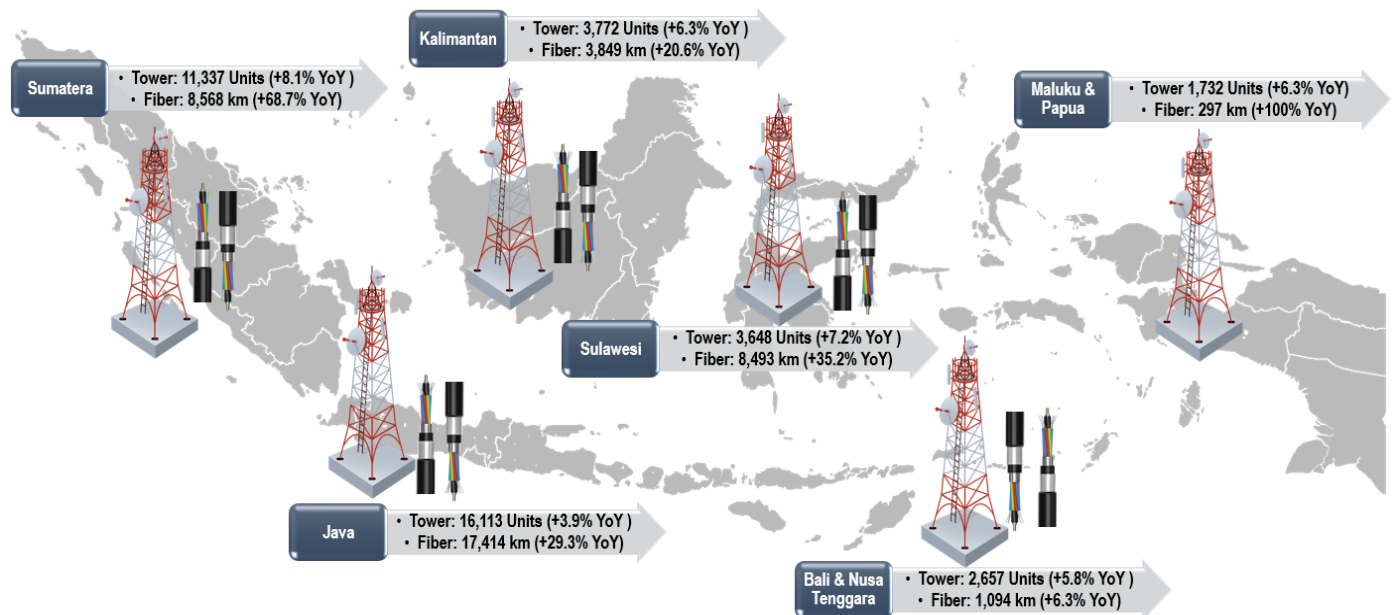 Kalimantan
• Tower: 3,772 Units (+6.3% YoY )
• Fiber: 3,849 km (+20.6% YoY)
Sumatera
• Tower: 11,337 Units (+8.1% YoY )
• Fiber: 8,568 km (+68.7% YoY)
Maluku &
Papua
• Tower 1,732 Units (+6.3% YoY)
• Fiber: 297 km (+100% YoY)
Sulawesi
• Tower: 3,648 Units (+7.2% YoY )
• Fiber: 8,493 km (+35.2% YoY)
Java
• Tower: 16,113 Units (+3.9% YoY )
• Fiber: 17,414 km (+29.3% YoY)
Bali & Nusa
Tenggara
• Tower: 2,657 Units (+5.8% YoY )
• Fiber: 1,094 km (+6.3% YoY)